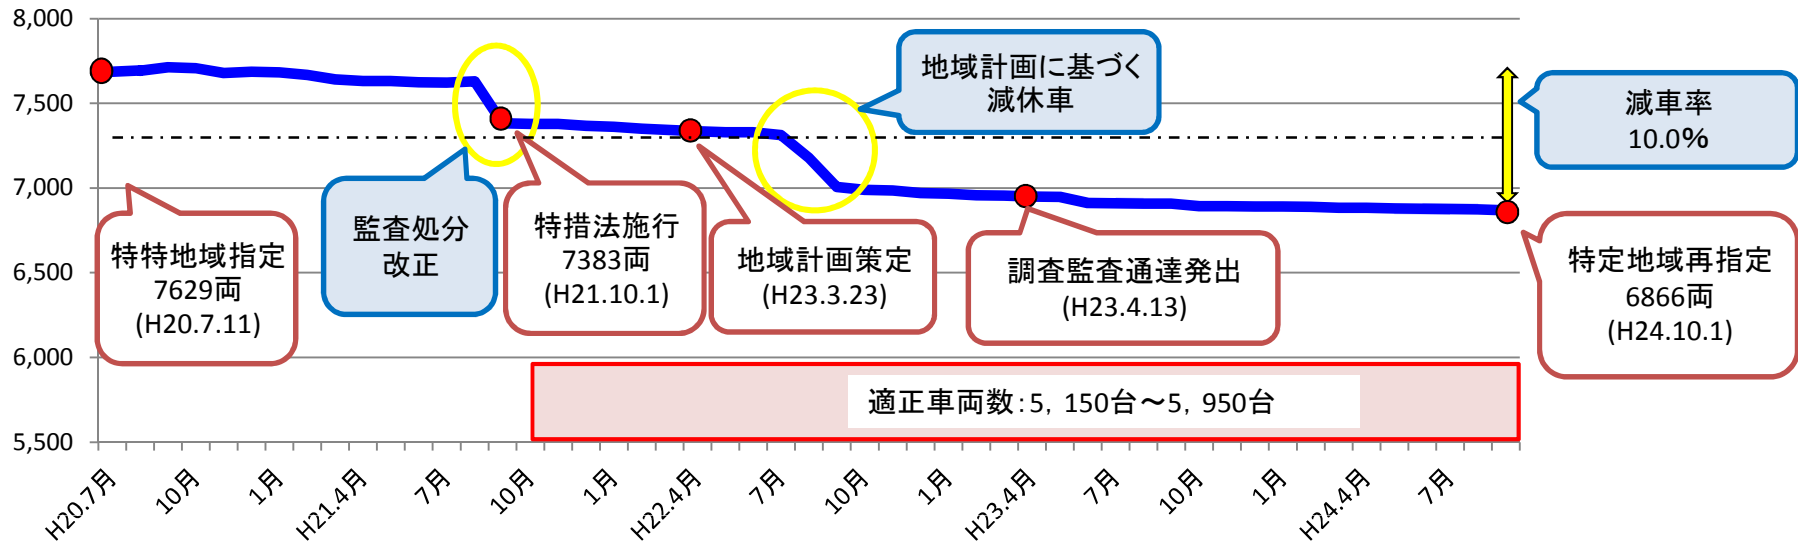 8,000
7,500
7,000
6,500
6,000
5,500
地域計画に基づく
減休車
減車率
10.0%
特特地域指定
7629両
(H20.7.11)
監査処分
改正
特措法施行
7383両
(H21.10.1)
地域計画策定
(H23.3.23)
調査監査通達発出
(H23.4.13)
特定地域再指定
6866両
(H24.10.1)
適正車両数：5，150台～5，950台
H20.7月
10月
1月
H21.4月
7月
10月
1月
H22.4月
7月
10月
1月
H23.4月
7月
10月
1月
H24.4月
7月